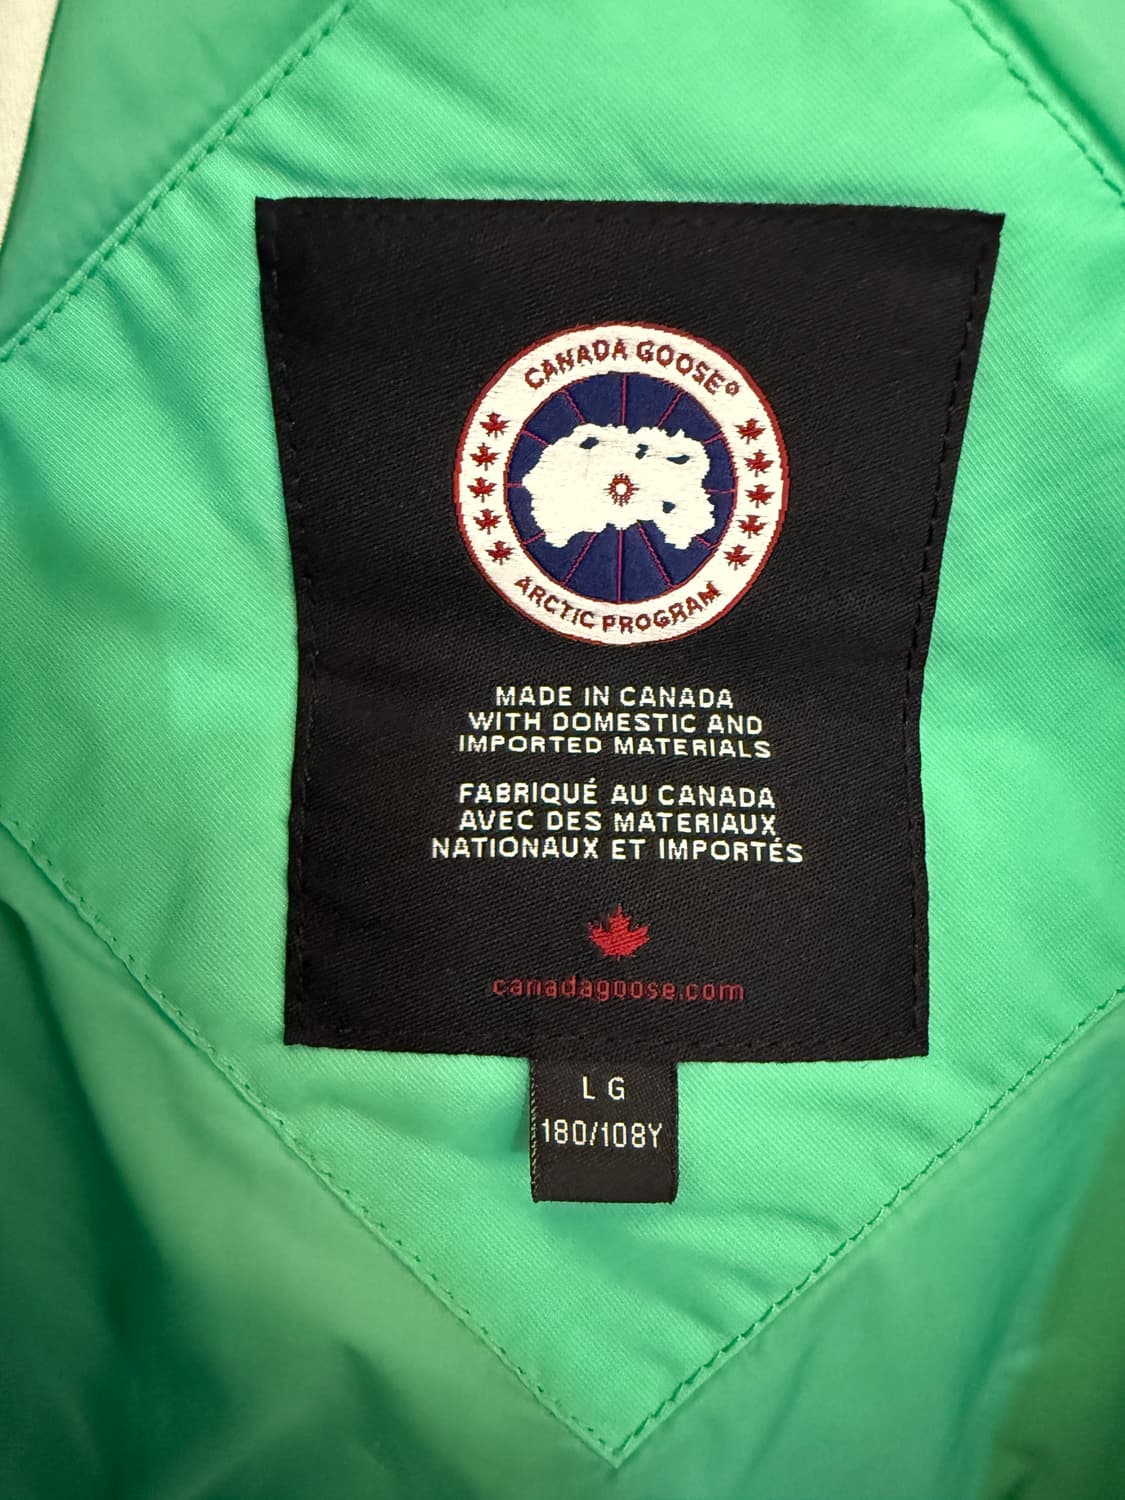 CANADA GOOSE®
ARCTIC PROGRAM
MADE IN CANADA
WITH DOMESTIC AND
IMPORTED MATERIALS
FABRIQUÉ AU CANADA
AVEC DES MATERIAUX
NATIONAUX ET IMPORTÉS
canadagoose.com
LG
180/108Y